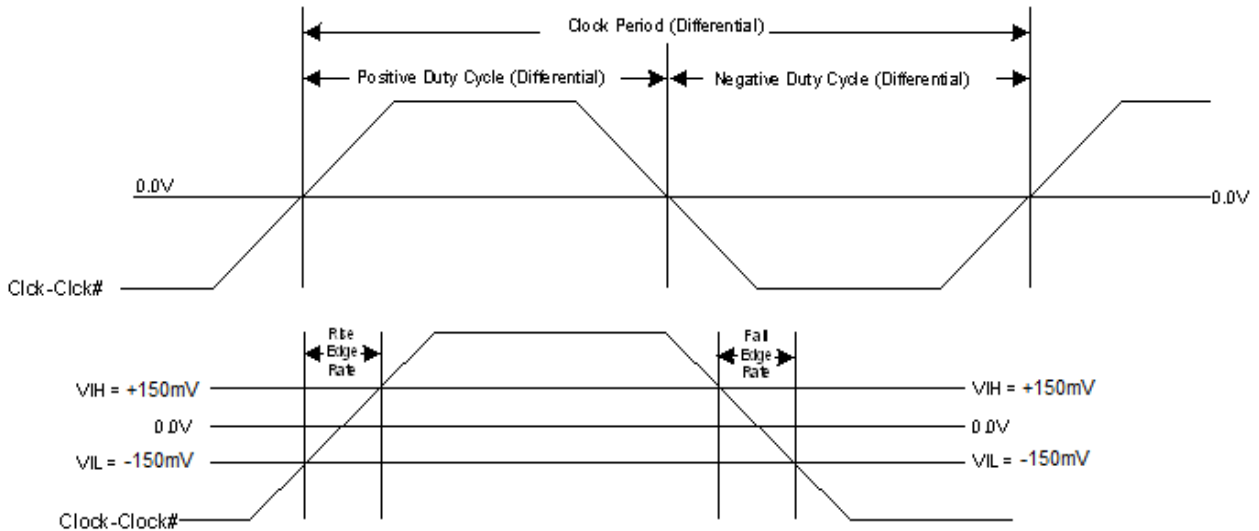 Clock Period (Differential)
Positive Duty Cycle (Differential)
Negative Duty Cycle (Differential)
0.0V
0.0V
Clck-Clck#
Rise
Edge
Rate
Fall
Edge
Rate
VIH = +150mV
VIH = +150mV
0.0V
0.0V
VIL = -150mV
VIL = -150mV
Clock-Clock#